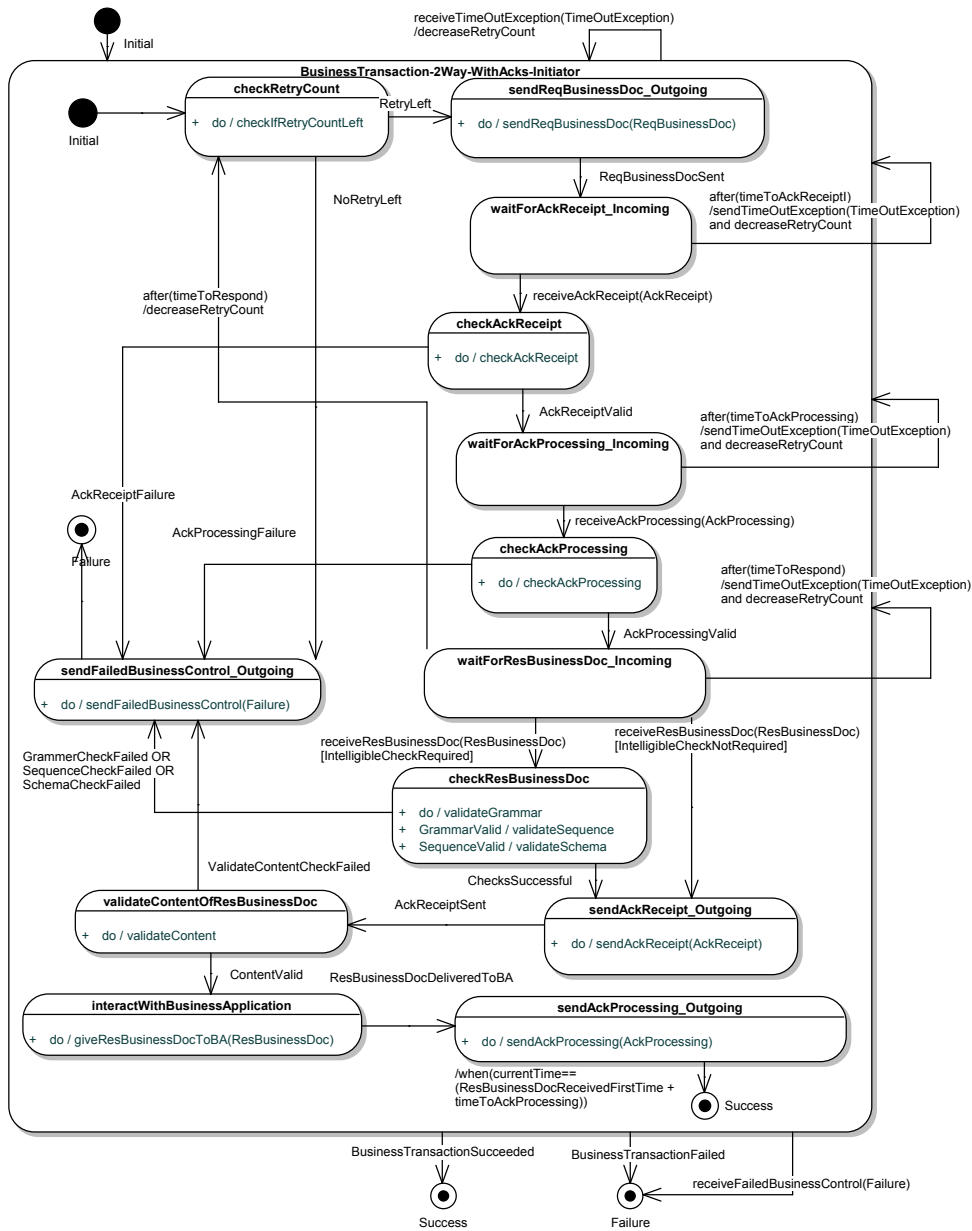 receiveTimeOutException(TimeOutException)
/decreaseRetryCount
Initial
BusinessTransaction-2Way-WithAcks-Initiator
checkRetryCount
+ do / checkIfRetryCountLeft
Initial
RetryLeft
sendReqBusinessDoc_Outgoing
+ do / sendReqBusinessDoc(ReqBusinessDoc)
ReqBusinessDocSent
NoRetryLeft
waitForAckReceipt_Incoming
after(timeToAckReceiptI)
/sendTimeOutException(TimeOutException)
and decreaseRetryCount
after(timeToRespond)
/decreaseRetryCount
receiveAckReceipt(AckReceipt)
checkAckReceipt
+ do / checkAckReceipt
AckReceiptValid
after(timeToAckProcessing)
/sendTimeOutException(TimeOutException)
and decreaseRetryCount
waitForAckProcessing_Incoming
AckReceiptFailure
AckProcessingFailure
receiveAckProcessing(AckProcessing)
checkAckProcessing
+ do / checkAckProcessing
Failure
after(timeToRespond)
/sendTimeOutException(TimeOutException)
and decreaseRetryCount
AckProcessingValid
waitForResBusinessDoc_Incoming
sendFailedBusinessControl_Outgoing
+ do / sendFailedBusinessControl(Failure)
receiveResBusinessDoc(ResBusinessDoc)
[IntelligibleCheckRequired]
receiveResBusinessDoc(ResBusinessDoc)
[IntelligibleCheckNotRequired]
GrammerCheckFailed OR
SequenceCheckFailed OR
SchemaCheckFailed
checkResBusinessDoc
+ do / validateGrammar
+ GrammarValid / validateSequence
+ SequenceValid / validateSchema
ValidateContentCheckFailed
ChecksSuccessful
validateContentOfResBusinessDoc
+ do / validateContent
AckReceiptSent
sendAckReceipt_Outgoing
+ do / sendAckReceipt(AckReceipt)
ContentValid
ResBusinessDocDeliveredToBA
interactWithBusinessApplication
+ do / giveResBusinessDocToBA(ResBusinessDoc)
sendAckProcessing_Outgoing
+ do / sendAckProcessing(AckProcessing)
/when(currentTime==
(ResBusinessDocReceivedFirstTime +
timeToAckProcessing))
Success
BusinessTransactionSucceeded
BusinessTransactionFailed
receiveFailedBusinessControl(Failure)
Success
Failure